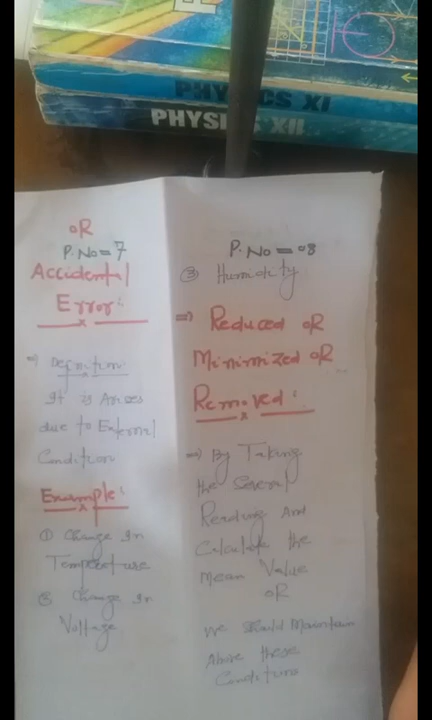 PHYSICS XI
PHYSI XII
OR
P.No=7
Accidental
Error:
⇒ Definition:
It is Arises
due to External
Condition
Example:
① Change In
Temperature
② Change In
Voltage
P.No=08
③ Humidity
⇒ Reduced OR
Minimized OR
Removed:
⇒ By Taking
the Several
Reading And
Calculate the
Mean Value
OR
We Should Maintain
Above these
Conditions